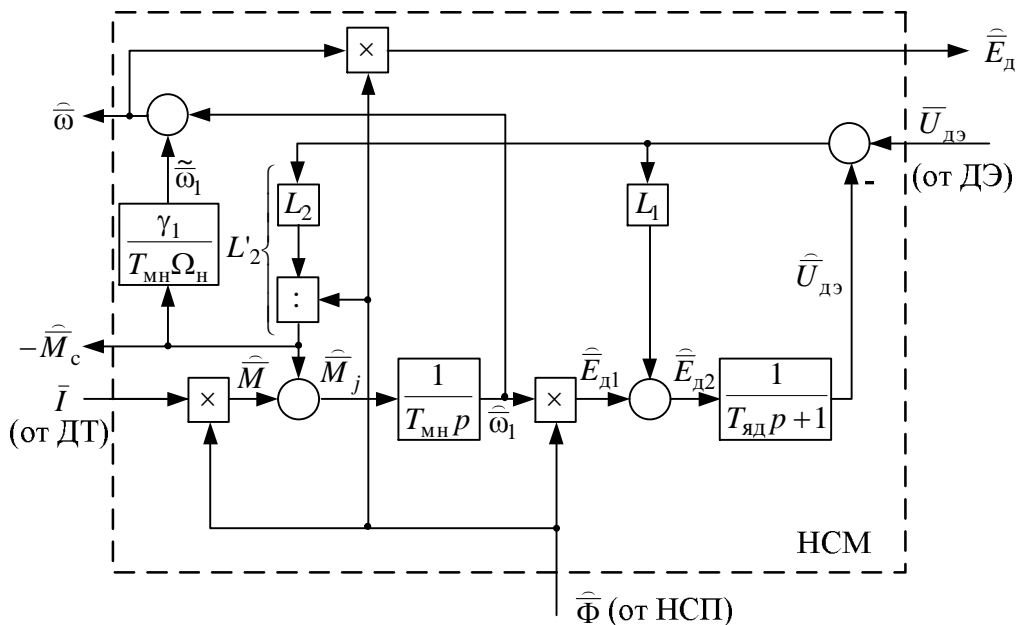 ×
Ê̄д
ω̂̄
Ūдэ
(от ДЭ)
-
ω̃̄₁
L₂
L₁
γ₁
TмнΩн
L'₂
:
Û̄дэ
−M̂̄с
Ī
(от ДТ)
×
M̂̄
M̂̄j
1
Tмн p
ω̂̄₁
×
Ê̄д1
Ê̄д2
1
Tяд p +1
НСМ
Φ̂̄ (от НСП)